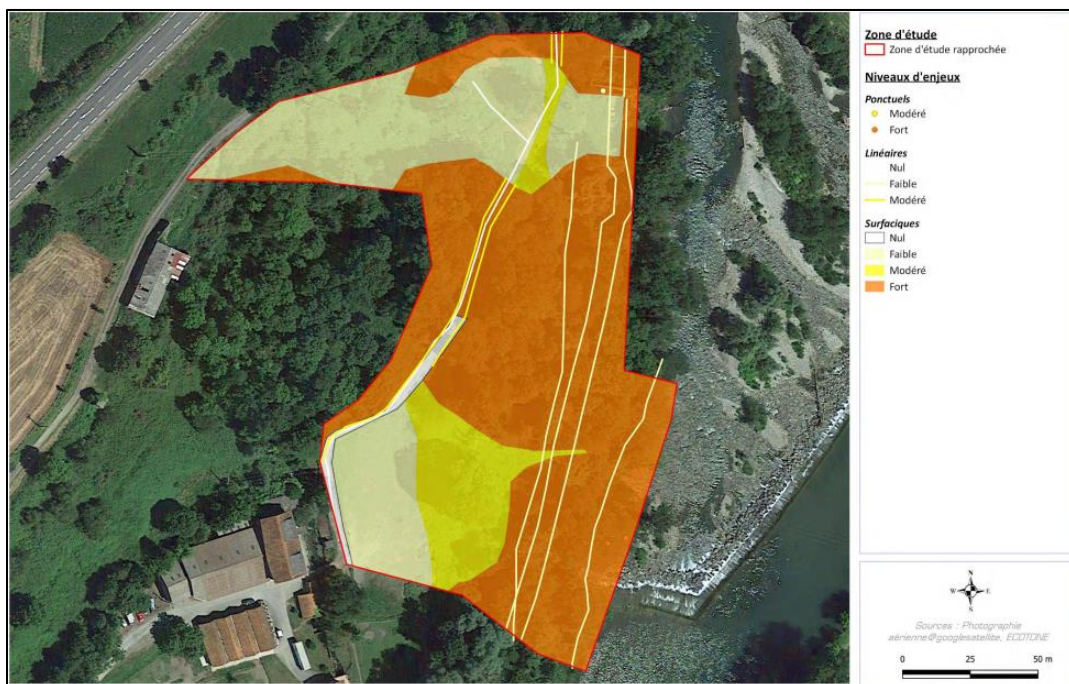 Zone d'étude
Zone d'étude rapprochée
Niveaux d'enjeux
Ponctuels
Modéré
Fort
Linéaires
Nul
Faible
Modéré
Surfaciques
Nul
Faible
Modéré
Fort
N
W E
S
Sources : Photographie
aérienne@googlesatellite, ECOTONE
0 25 50 m